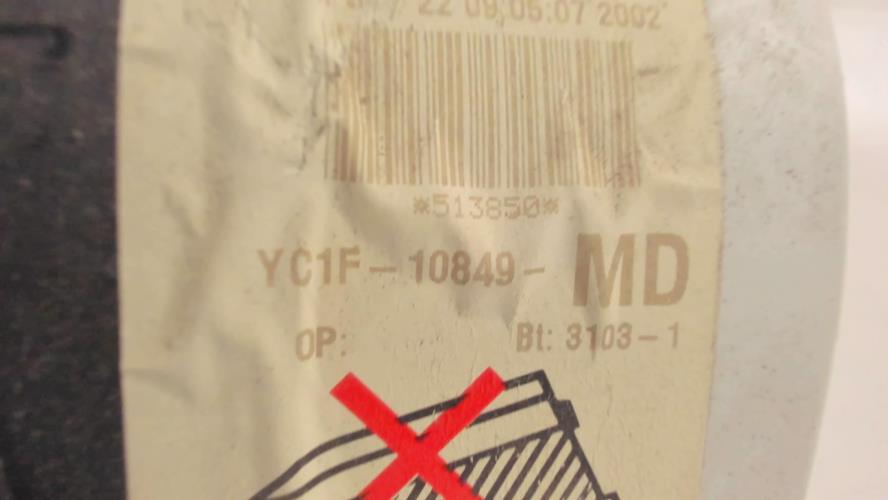 22 09:05:07 2002
*513850*
YC1F-10849- MD
OP: Bt: 3103-1